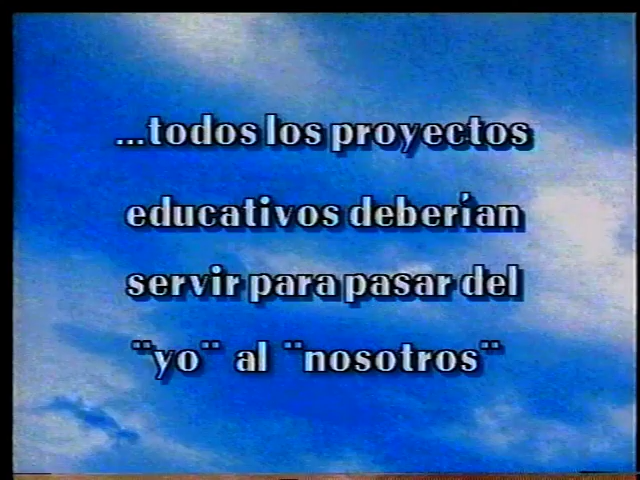 ...todos los proyectos
educativos deberían
servir para pasar del
"yo" al "nosotros"